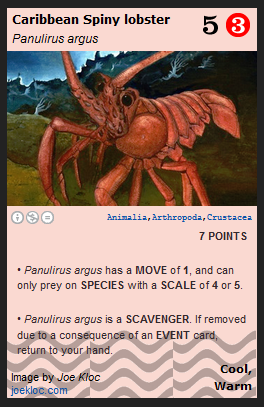 Caribbean Spiny lobster
Panulirus argus
5 3
Animalia,Arthropoda,Crustacea
7 POINTS
• Panulirus argus has a MOVE of 1, and can
only prey on SPECIES with a SCALE of 4 or 5.
• Panulirus argus is a SCAVENGER. If removed
due to a consequence of an EVENT card,
return to your hand.
Image by Joe Kloc
joekloc.com
Cool,
Warm